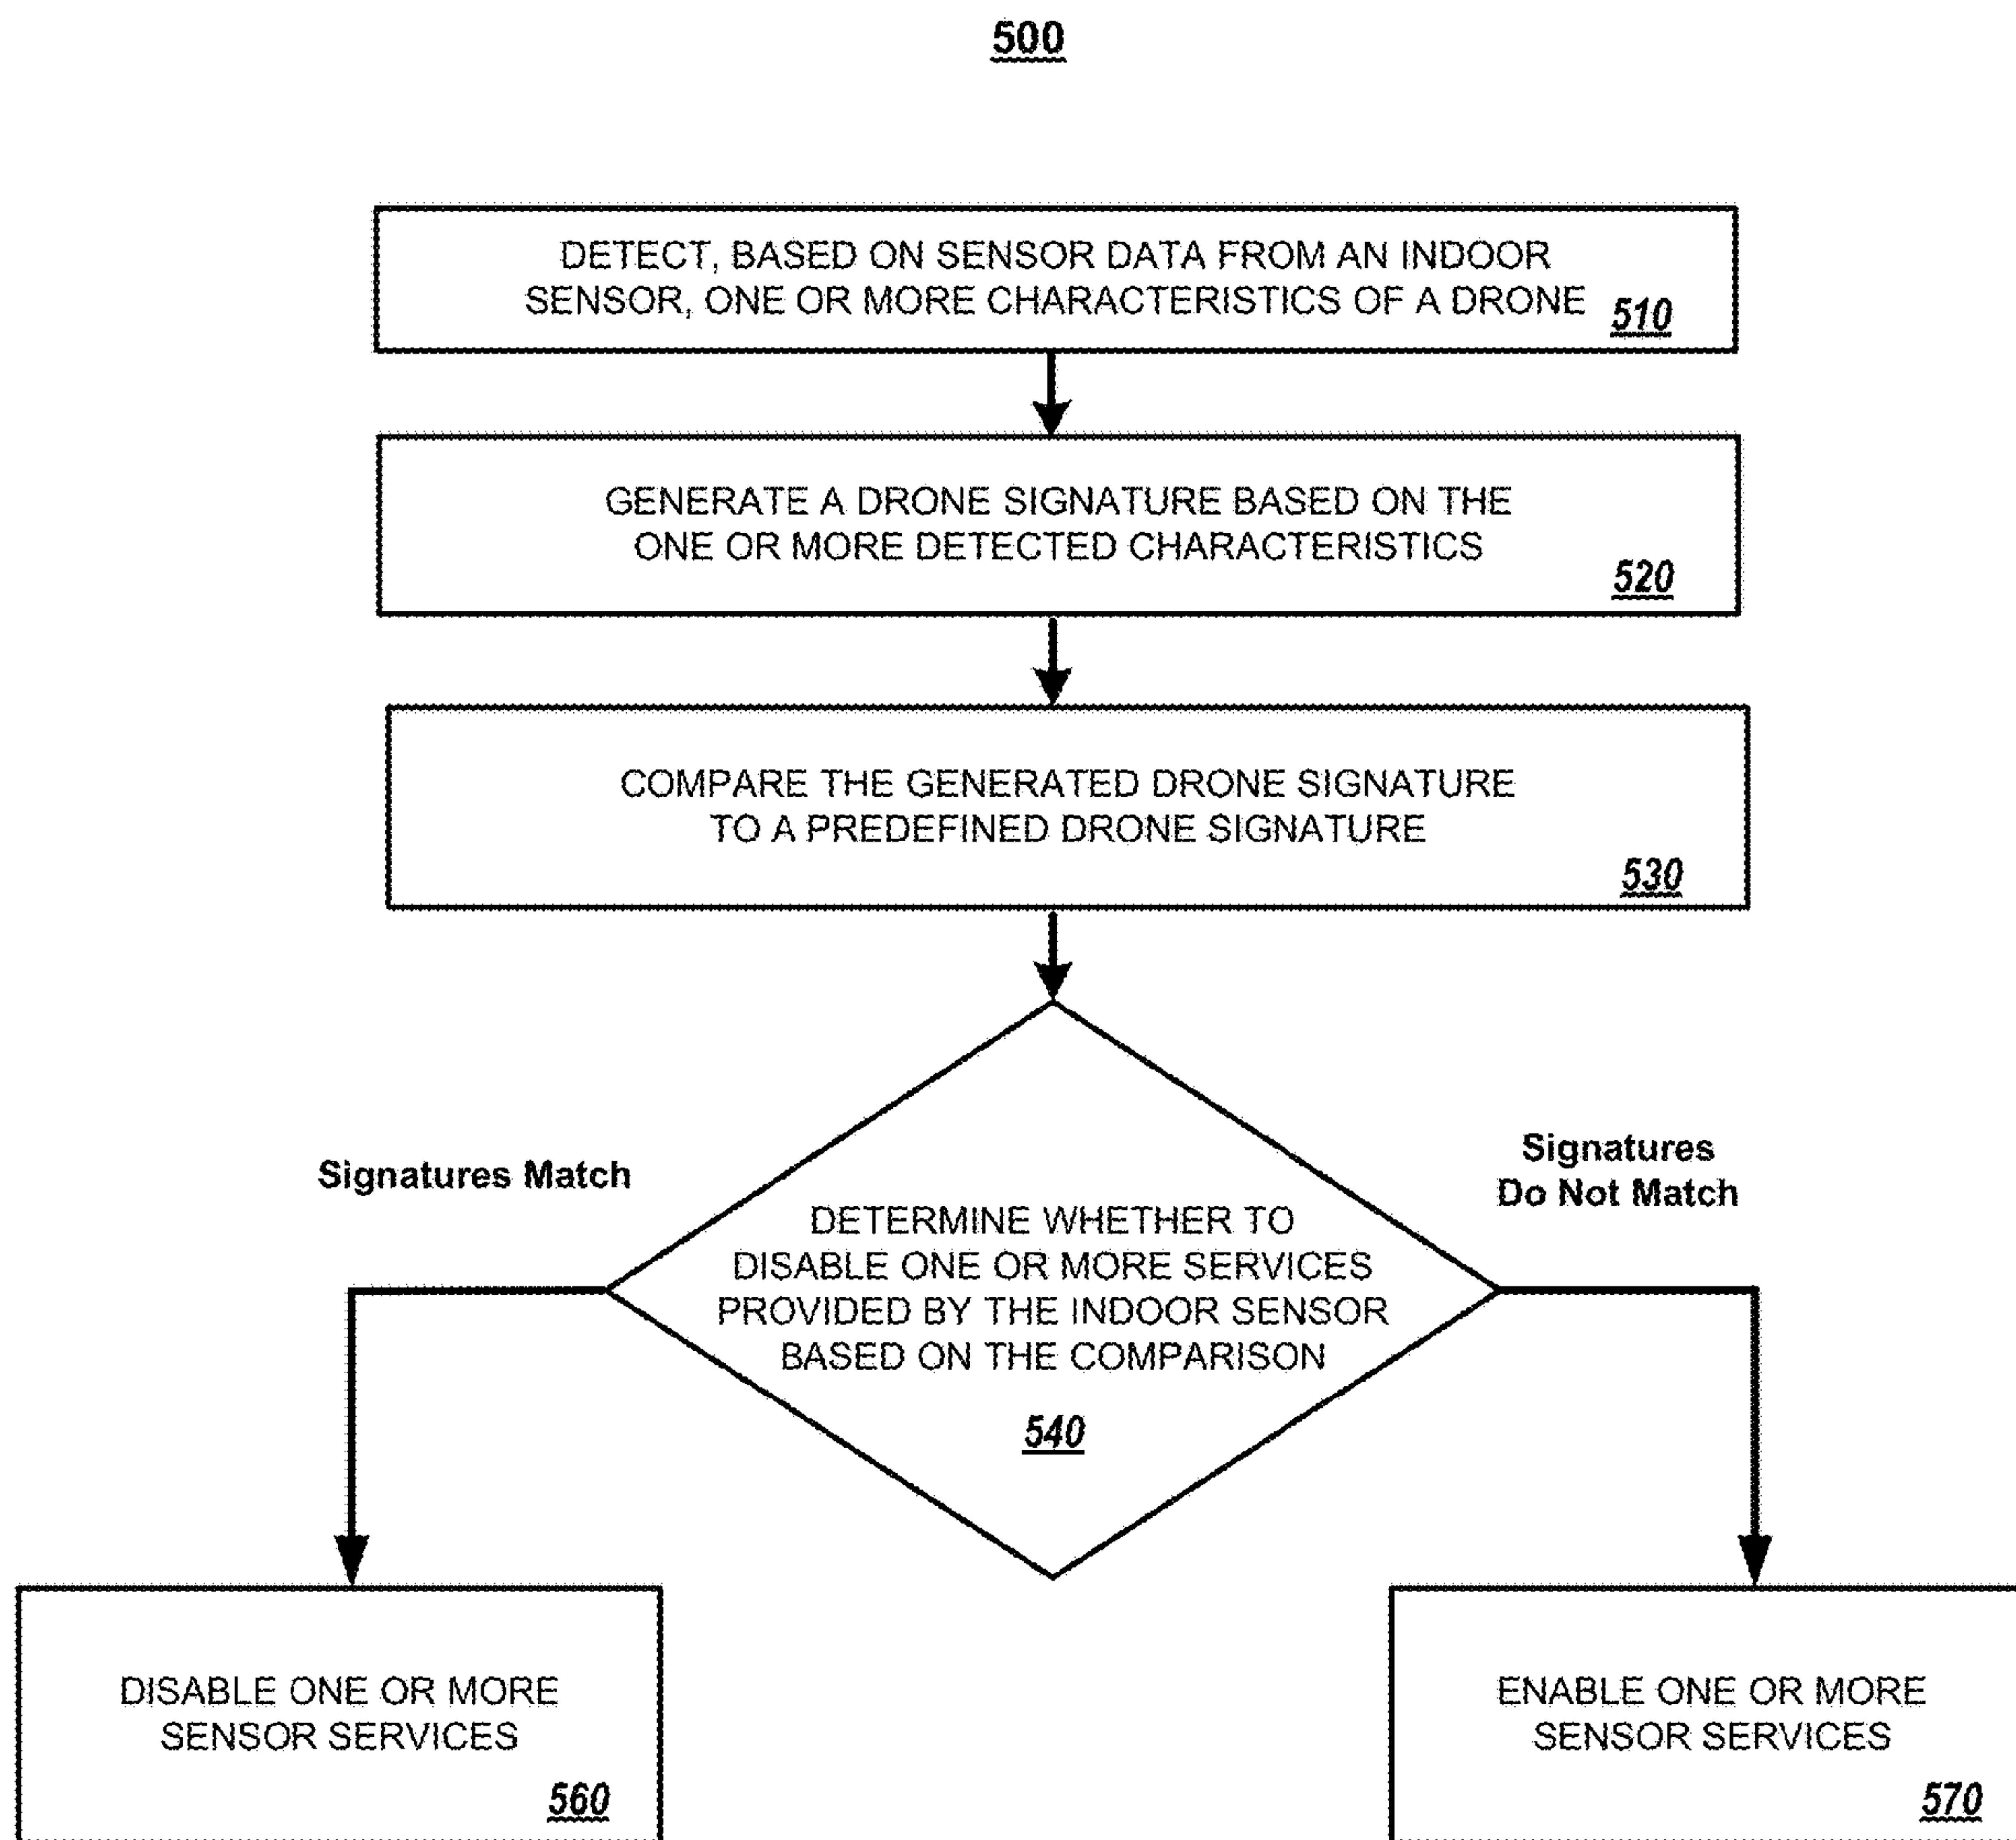 500
DETECT, BASED ON SENSOR DATA FROM AN INDOOR
SENSOR, ONE OR MORE CHARACTERISTICS OF A DRONE
510
GENERATE A DRONE SIGNATURE BASED ON THE
ONE OR MORE DETECTED CHARACTERISTICS
520
COMPARE THE GENERATED DRONE SIGNATURE
TO A PREDEFINED DRONE SIGNATURE
530
Signatures Match
Signatures
Do Not Match
DETERMINE WHETHER TO
DISABLE ONE OR MORE SERVICES
PROVIDED BY THE INDOOR SENSOR
BASED ON THE COMPARISON
540
DISABLE ONE OR MORE
SENSOR SERVICES
560
ENABLE ONE OR MORE
SENSOR SERVICES
570